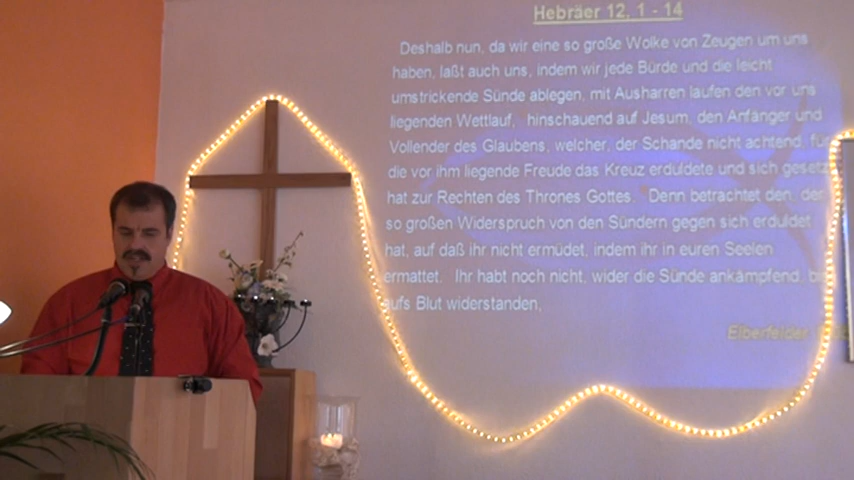 Hebräer 12, 1 - 14
Deshalb nun, da wir eine so große Wolke von Zeugen um uns
haben, laßt auch uns, indem wir jede Bürde und die leicht
umstrickende Sünde ablegen, mit Ausharren laufen den vor uns
liegenden Wettlauf, hinschauend auf Jesum, den Anfänger und
Vollender des Glaubens, welcher, der Schande nicht achtend, für
die vor ihm liegende Freude das Kreuz erduldete und sich gesetzt
hat zur Rechten des Thrones Gottes. Denn betrachtet den, der
so großen Widerspruch von den Sündern gegen sich erduldet
hat, auf daß ihr nicht ermüdet, indem ihr in euren Seelen
ermattet. Ihr habt noch nicht, wider die Sünde ankämpfend,
aufs Blut widerstanden,
Elberfelder